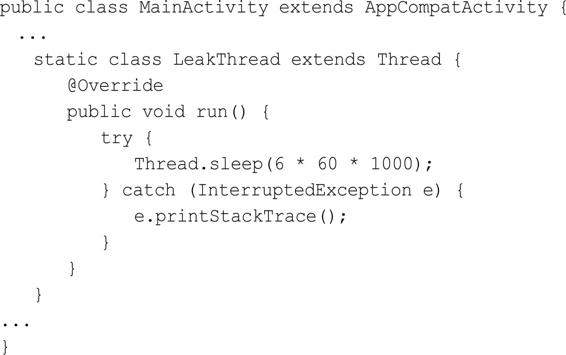 public class MainActivity extends AppCompatActivity {
...
static class LeakThread extends Thread {
@Override
public void run() {
try {
Thread.sleep(6 * 60 * 1000);
} catch (InterruptedException e) {
e.printStackTrace();
}
}
}
...
}